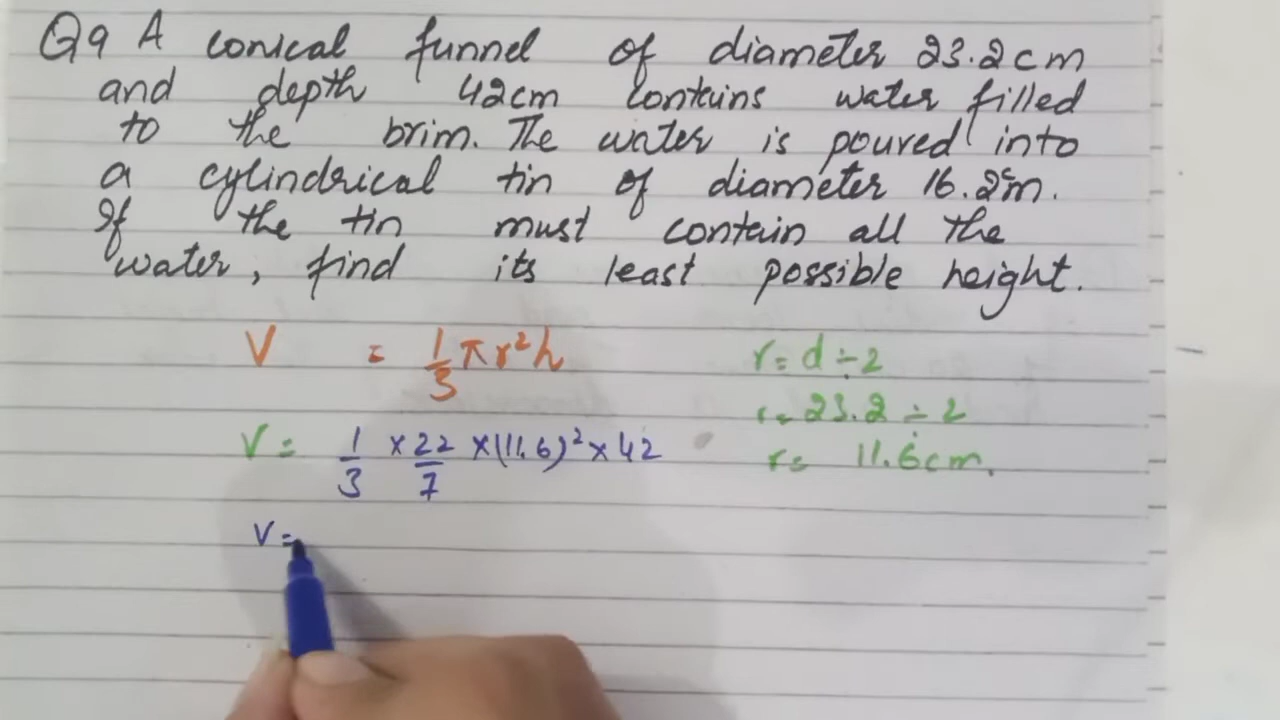 Q9 A conical funnel of diameter 23.2cm
and depth 42cm contains water filled
to the brim. The water is poured into
a cylindrical tin of diameter 16.2cm.
If the tin must contain all the
water, find its least possible height.
V = 1/3 πr²h
r = d ÷ 2
r = 23.2 ÷ 2
V = 1/3 × 22/7 × (11.6)² × 42
r = 11.6cm.
V =